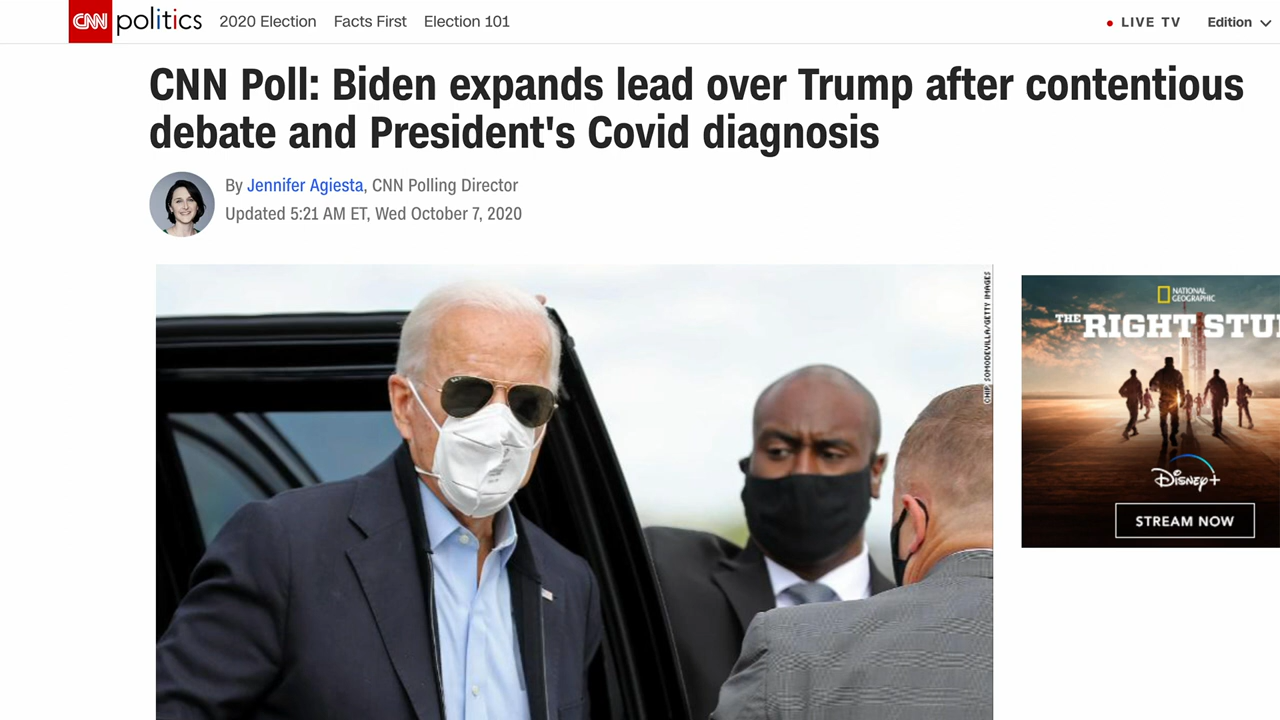 CNN politics 2020 Election Facts First Election 101 LIVE TV Edition
CNN Poll: Biden expands lead over Trump after contentious
debate and President's Covid diagnosis
By Jennifer Agiesta, CNN Polling Director
Updated 5:21 AM ET, Wed October 7, 2020
CHIP SOMODEVILLA/GETTY IMAGES
NATIONAL
GEOGRAPHIC
THE RIGHT STU
Disney+
STREAM NOW